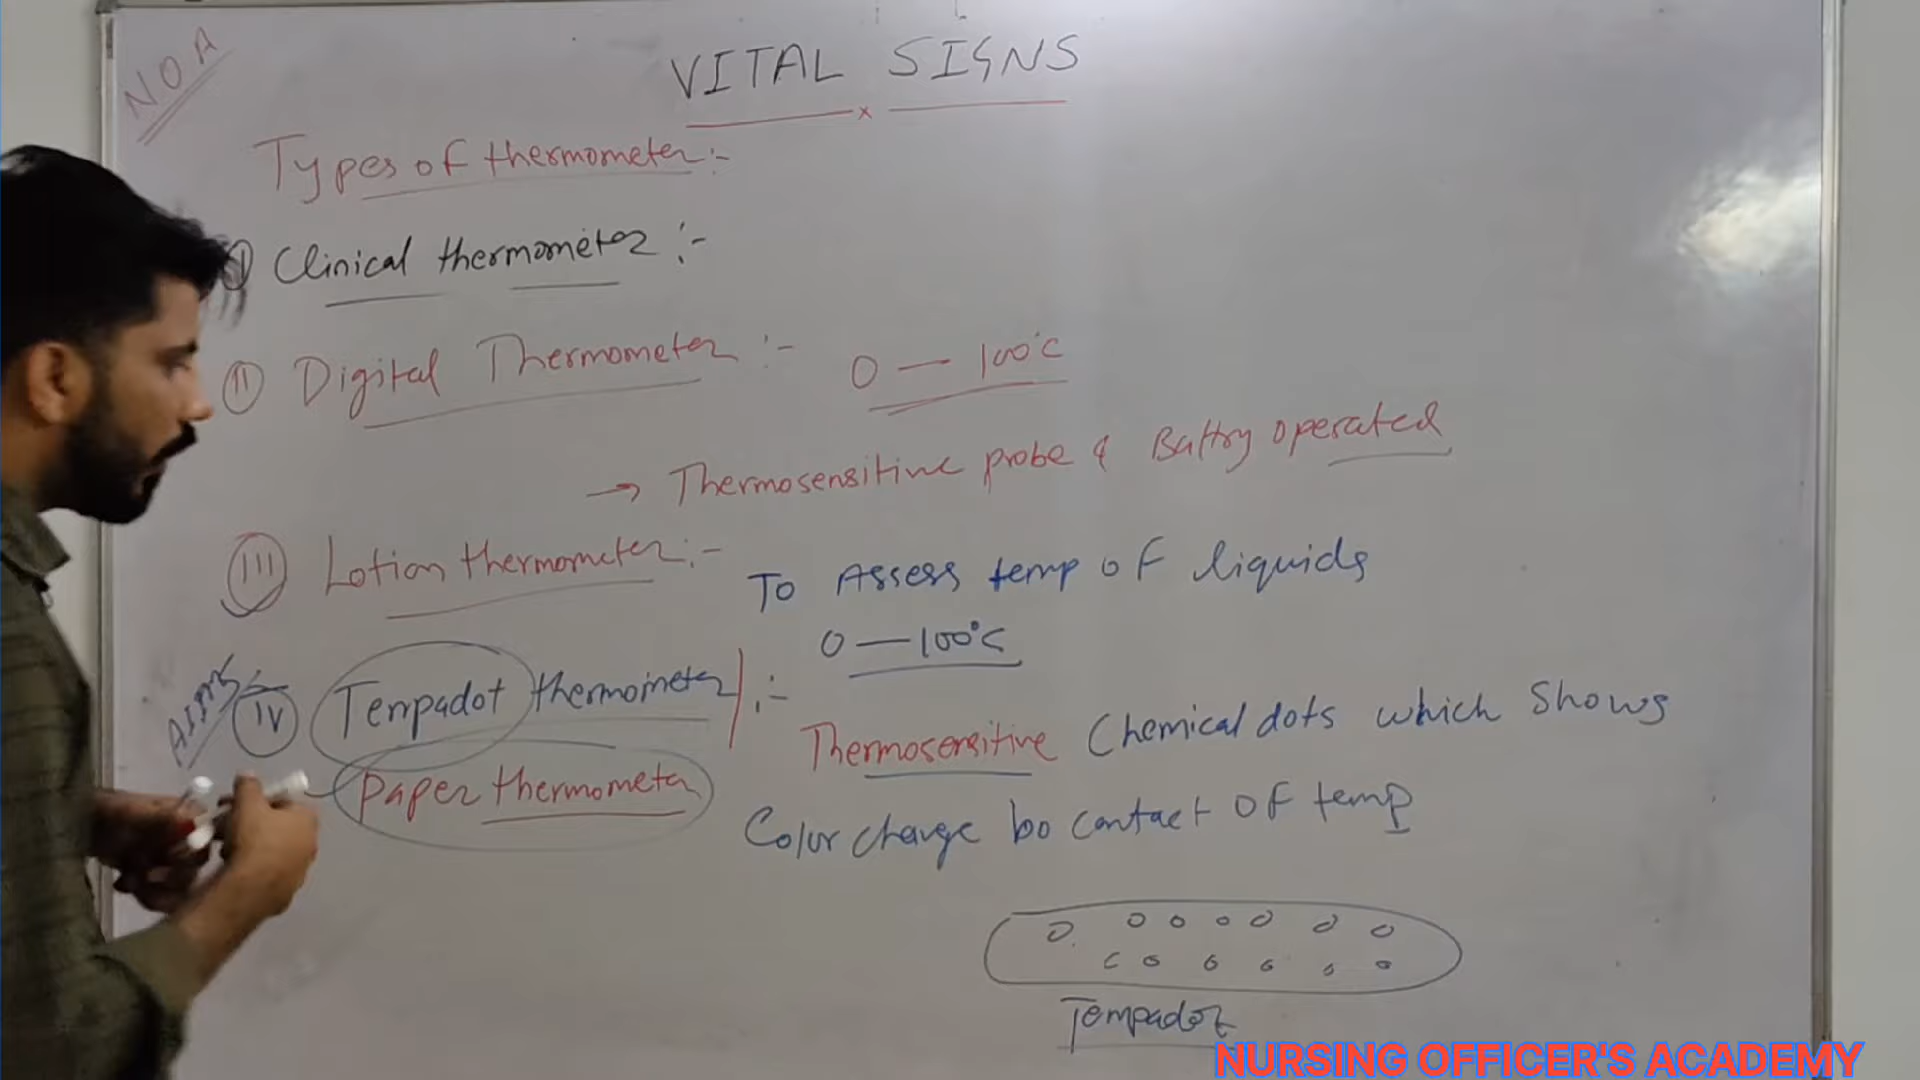 NOA
VITAL SIGNS
Types of thermometer:-
I Clinical thermometer :-
II Digital Thermometer :- 0 — 100°C
→ Thermosensitive probe & Battry operated
III Lotion thermometer:- To Assess temp of liquids
0 — 100°C
AIIMS
IV Tempadot thermometer/:-
Paper thermometer
Thermosensitive Chemical dots which Shows
Color change bo contact of temp
Tempadot
NURSING OFFICER'S ACADEMY